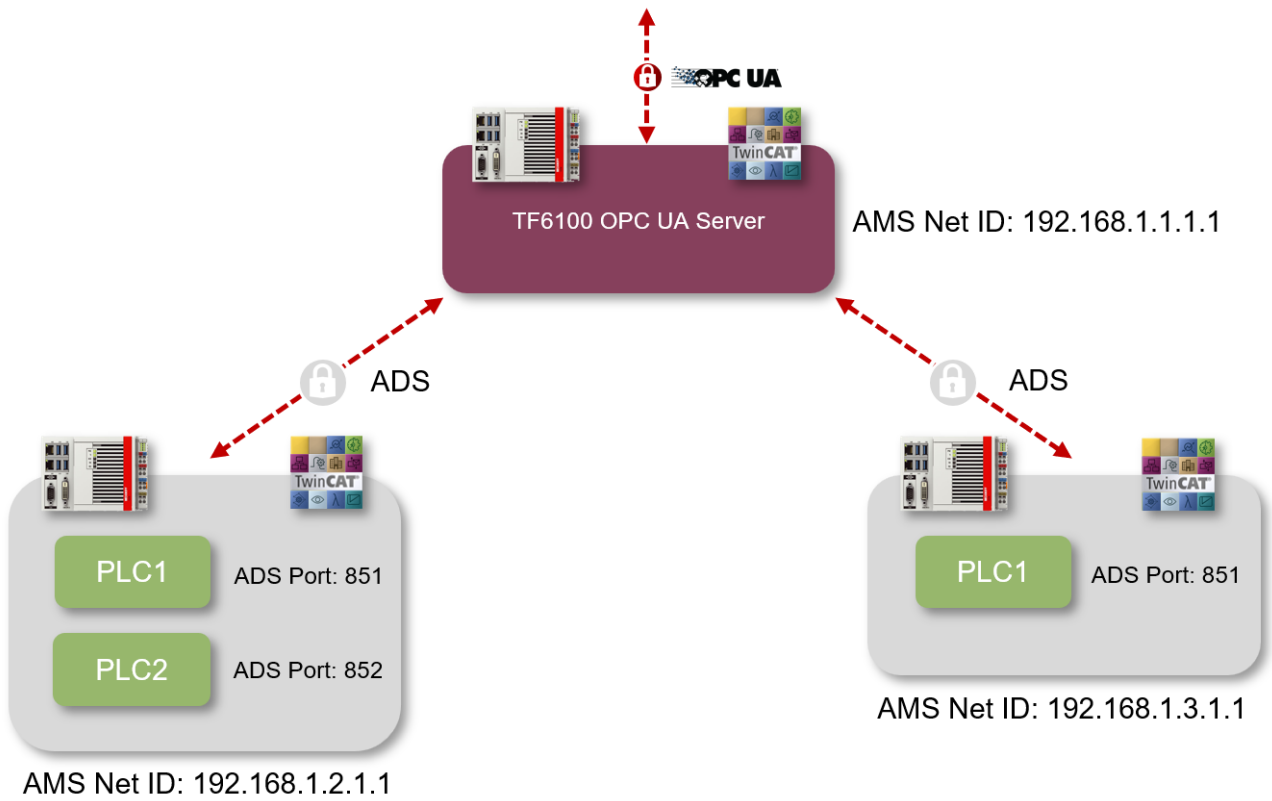 OPC UA
TwinCAT®
TF6100 OPC UA Server
AMS Net ID: 192.168.1.1.1.1
ADS
ADS
TwinCAT®
TwinCAT®
PLC1
ADS Port: 851
PLC1
ADS Port: 851
PLC2
ADS Port: 852
AMS Net ID: 192.168.1.3.1.1
AMS Net ID: 192.168.1.2.1.1